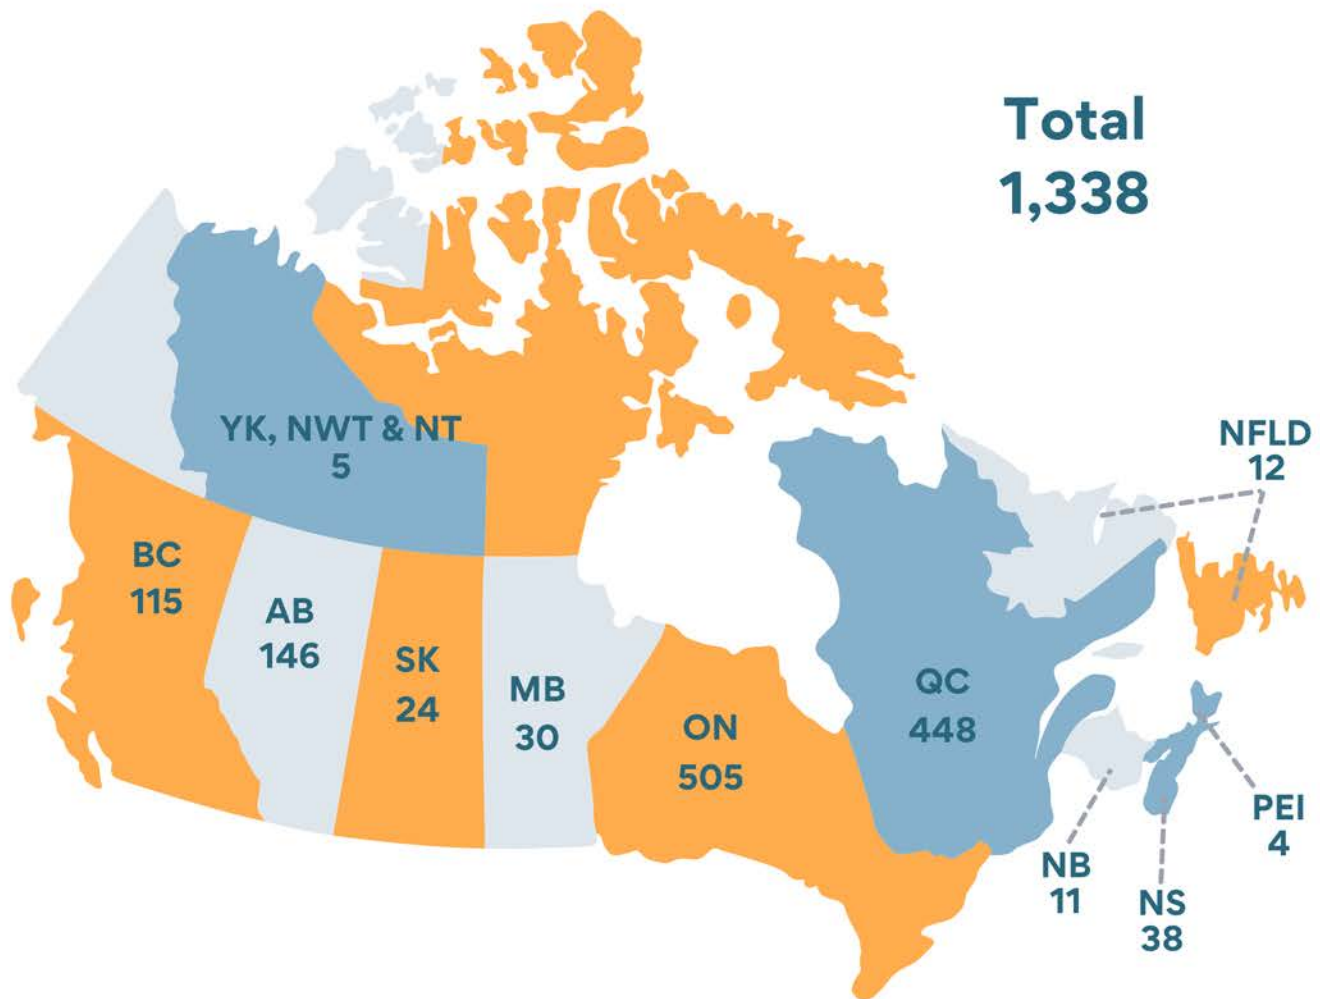 Total
1,338
YK, NWT & NT
5
NFLD
12
BC
115
AB
146
SK
24
MB
30
ON
505
QC
448
PEI
4
NB
11
NS
38